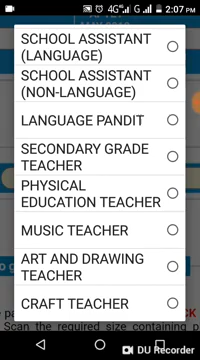 4G G 2:07 PM
SCHOOL ASSISTANT
(LANGUAGE)
SCHOOL ASSISTANT
(NON-LANGUAGE)
LANGUAGE PANDIT
SECONDARY GRADE
TEACHER
PHYSICAL
EDUCATION TEACHER
MUSIC TEACHER
ART AND DRAWING
TEACHER
CRAFT TEACHER
CK
Scan the required size containing p
DU Recorder